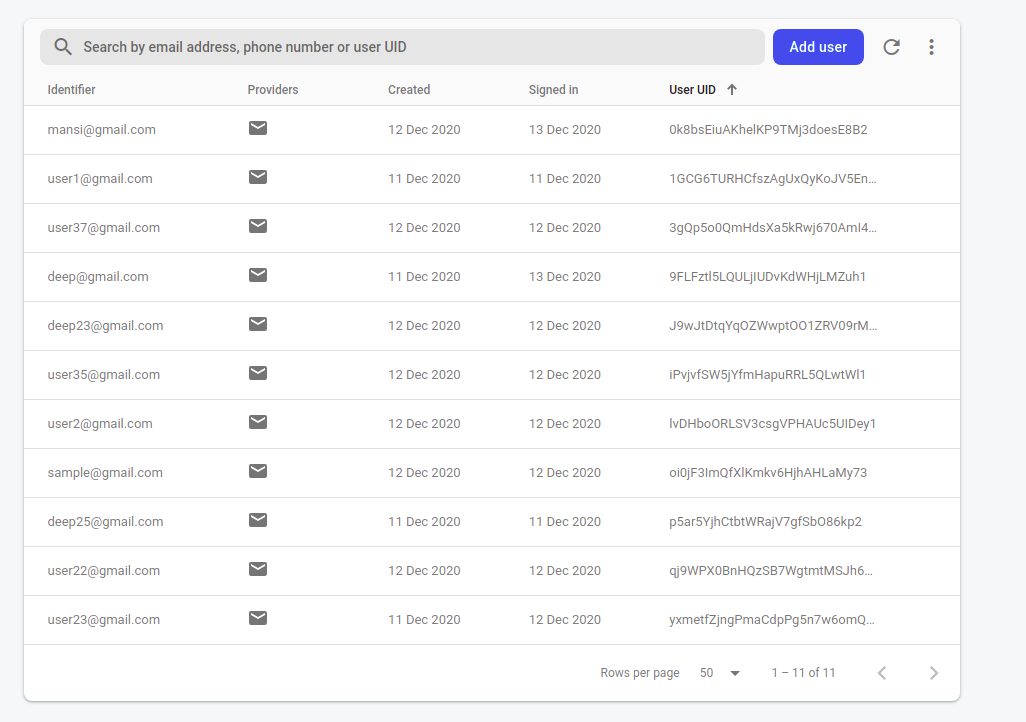 Search by email address, phone number or user UID Add user
Identifier Providers Created Signed in User UID
mansi@gmail.com 12 Dec 2020 13 Dec 2020 0k8bsEiuAKhelKP9TMj3doesE8B2
user1@gmail.com 11 Dec 2020 11 Dec 2020 1GCG6TURHCfszAgUxQyKoJV5En...
user37@gmail.com 12 Dec 2020 12 Dec 2020 3gQp5o0QmHdsXa5kRwj670AmI4...
deep@gmail.com 11 Dec 2020 13 Dec 2020 9FLFztl5LQULjIUDvKdWHjLMZuh1
deep23@gmail.com 12 Dec 2020 12 Dec 2020 J9wJtDtqYqOZWwptOO1ZRV09rM...
user35@gmail.com 12 Dec 2020 12 Dec 2020 iPvjvfSW5jYfmHapuRRL5QLwtWl1
user2@gmail.com 12 Dec 2020 12 Dec 2020 lvDHboORLSV3csgVPHAUc5UIDey1
sample@gmail.com 12 Dec 2020 12 Dec 2020 oi0jF3ImQfXlKmkv6HjhAHLaMy73
deep25@gmail.com 11 Dec 2020 11 Dec 2020 p5ar5YjhCtbtWRajV7gfSbO86kp2
user22@gmail.com 12 Dec 2020 12 Dec 2020 qj9WPX0BnHQzSB7WgtmtMSJh6...
user23@gmail.com 11 Dec 2020 12 Dec 2020 yxmetfZjngPmaCdpPg5n7w6omQ...
Rows per page 50 1 – 11 of 11